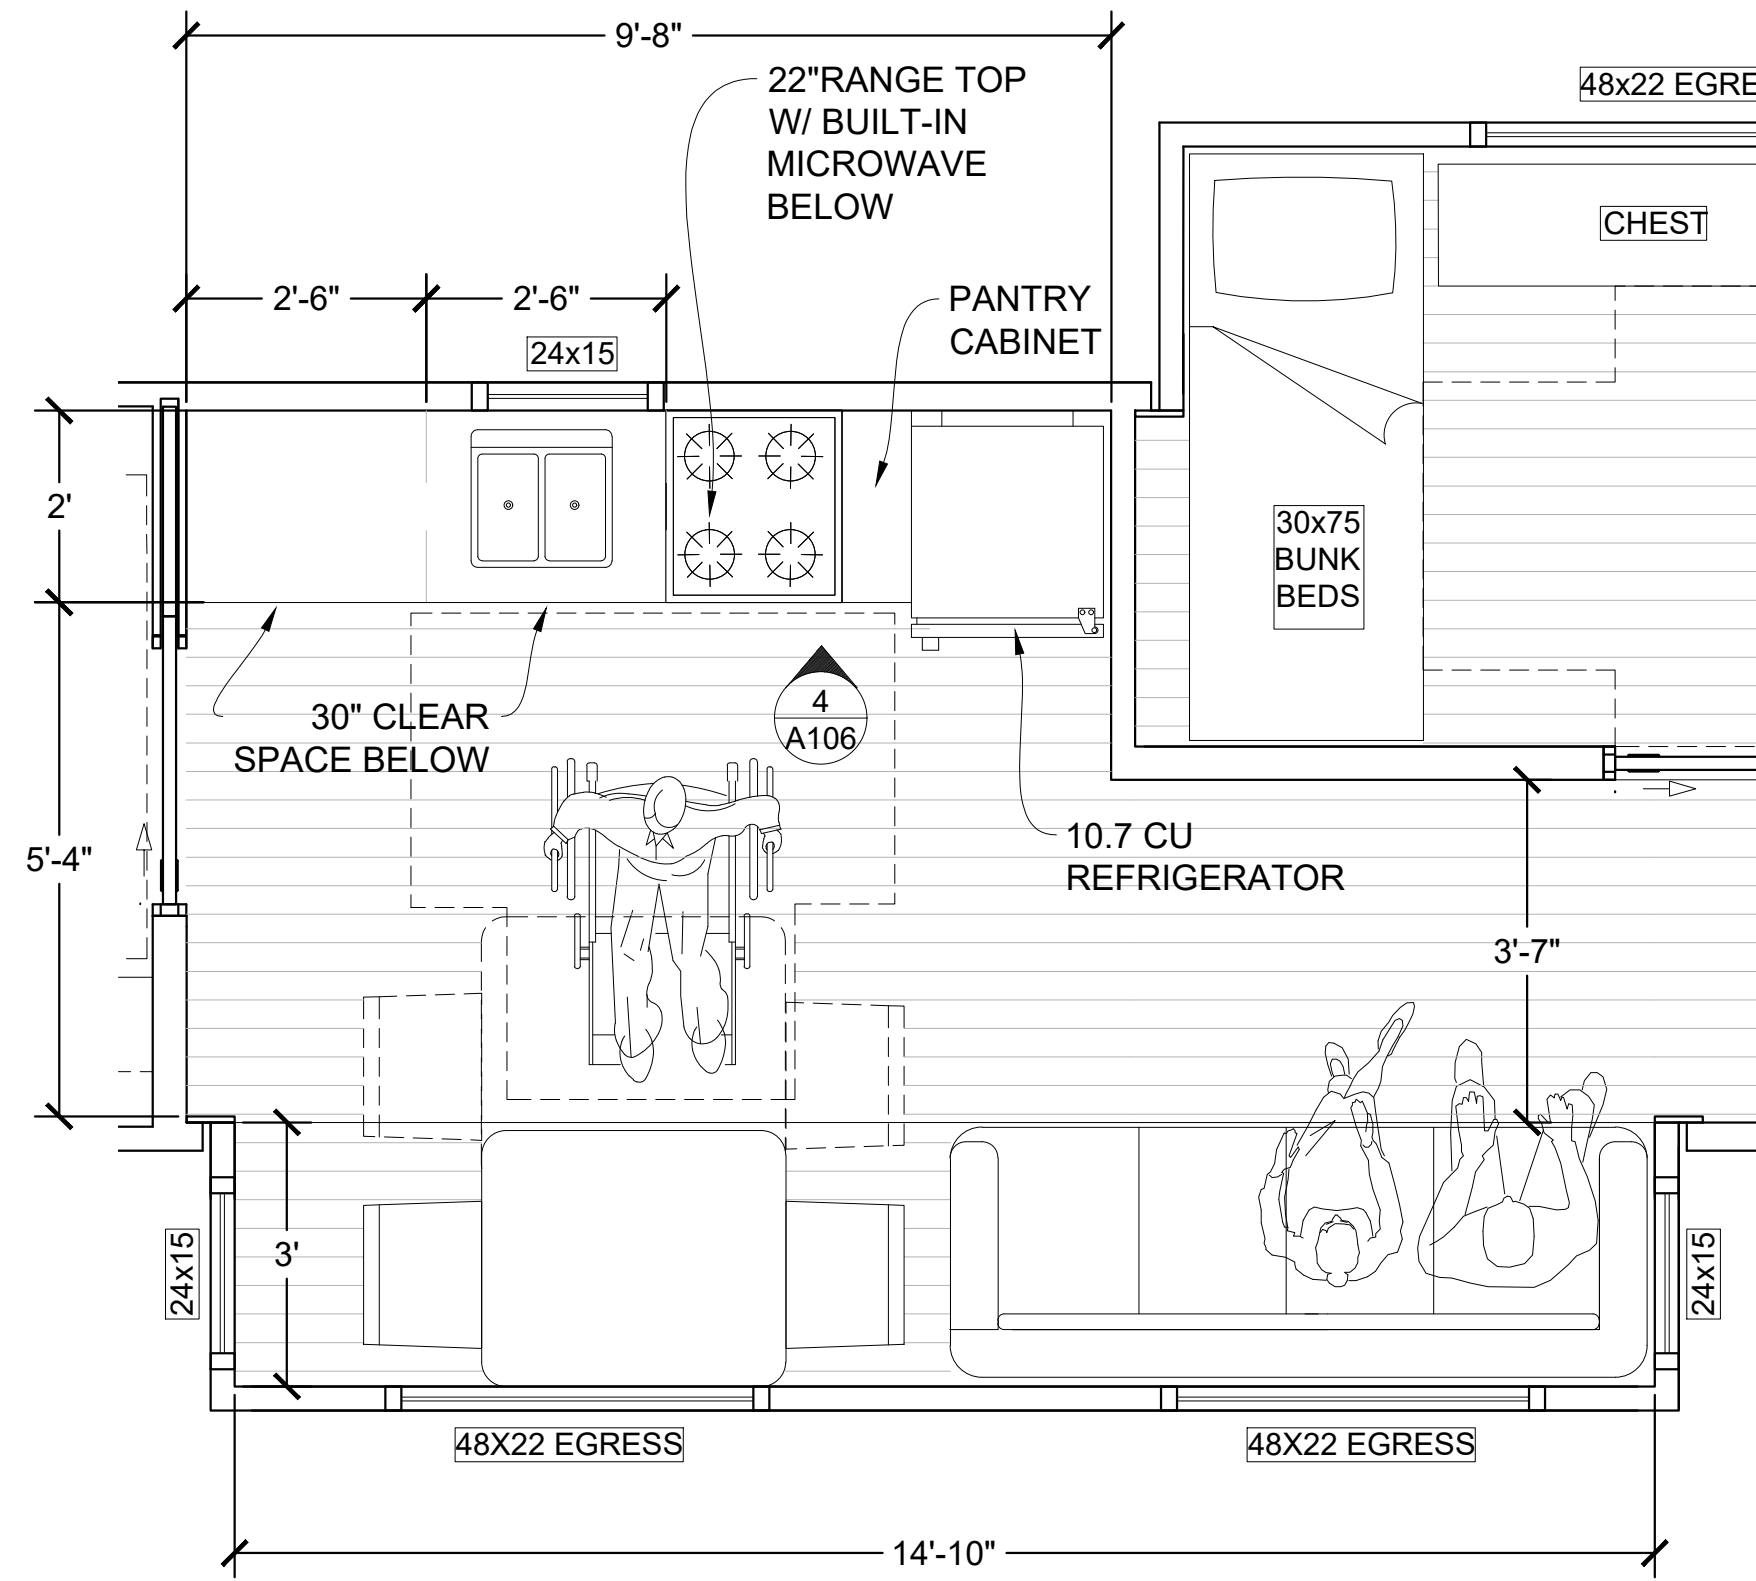 9'-8"
22"RANGE TOP
W/ BUILT-IN
MICROWAVE
BELOW
48x22 EGRE
CHEST
2'-6"
2'-6"
PANTRY
CABINET
24x15
2'
30x75
BUNK
BEDS
30" CLEAR
SPACE BELOW
4
A106
5'-4"
10.7 CU
REFRIGERATOR
3'-7"
3'
24x15
24x15
48X22 EGRESS
48X22 EGRESS
14'-10"